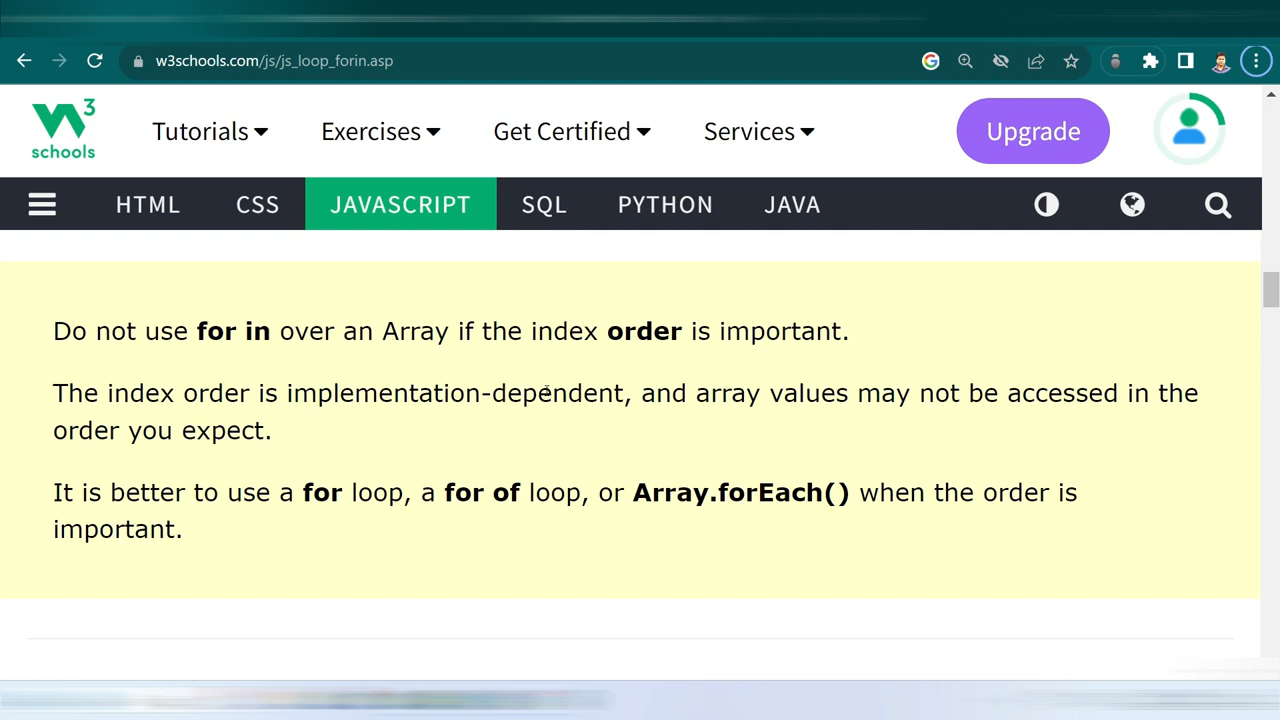 w3schools.com/js/js_loop_forin.asp
3
schools
Tutorials Exercises Get Certified Services Upgrade
HTML CSS JAVASCRIPT SQL PYTHON JAVA
Do not use for in over an Array if the index order is important.
The index order is implementation-dependent, and array values may not be accessed in the
order you expect.
It is better to use a for loop, a for of loop, or Array.forEach() when the order is
important.